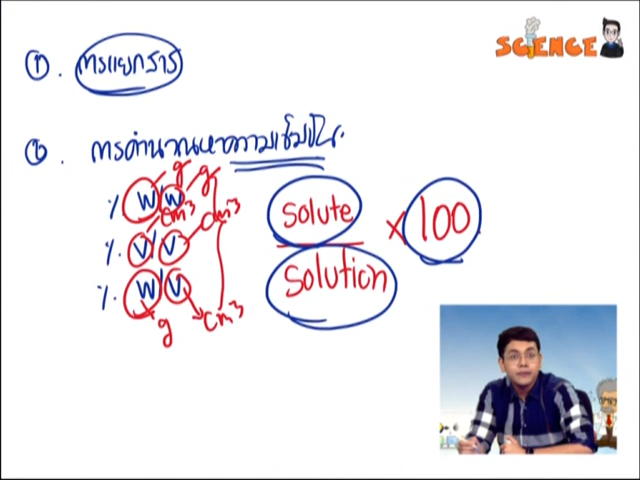 SCIENCE
๑. การแยกสาร
๒. การคำนวณหาความเข้มข้น.
g g
% W/W
cm³ cm³
% V/V
% W/V
g cm³
solute
solution
× 100